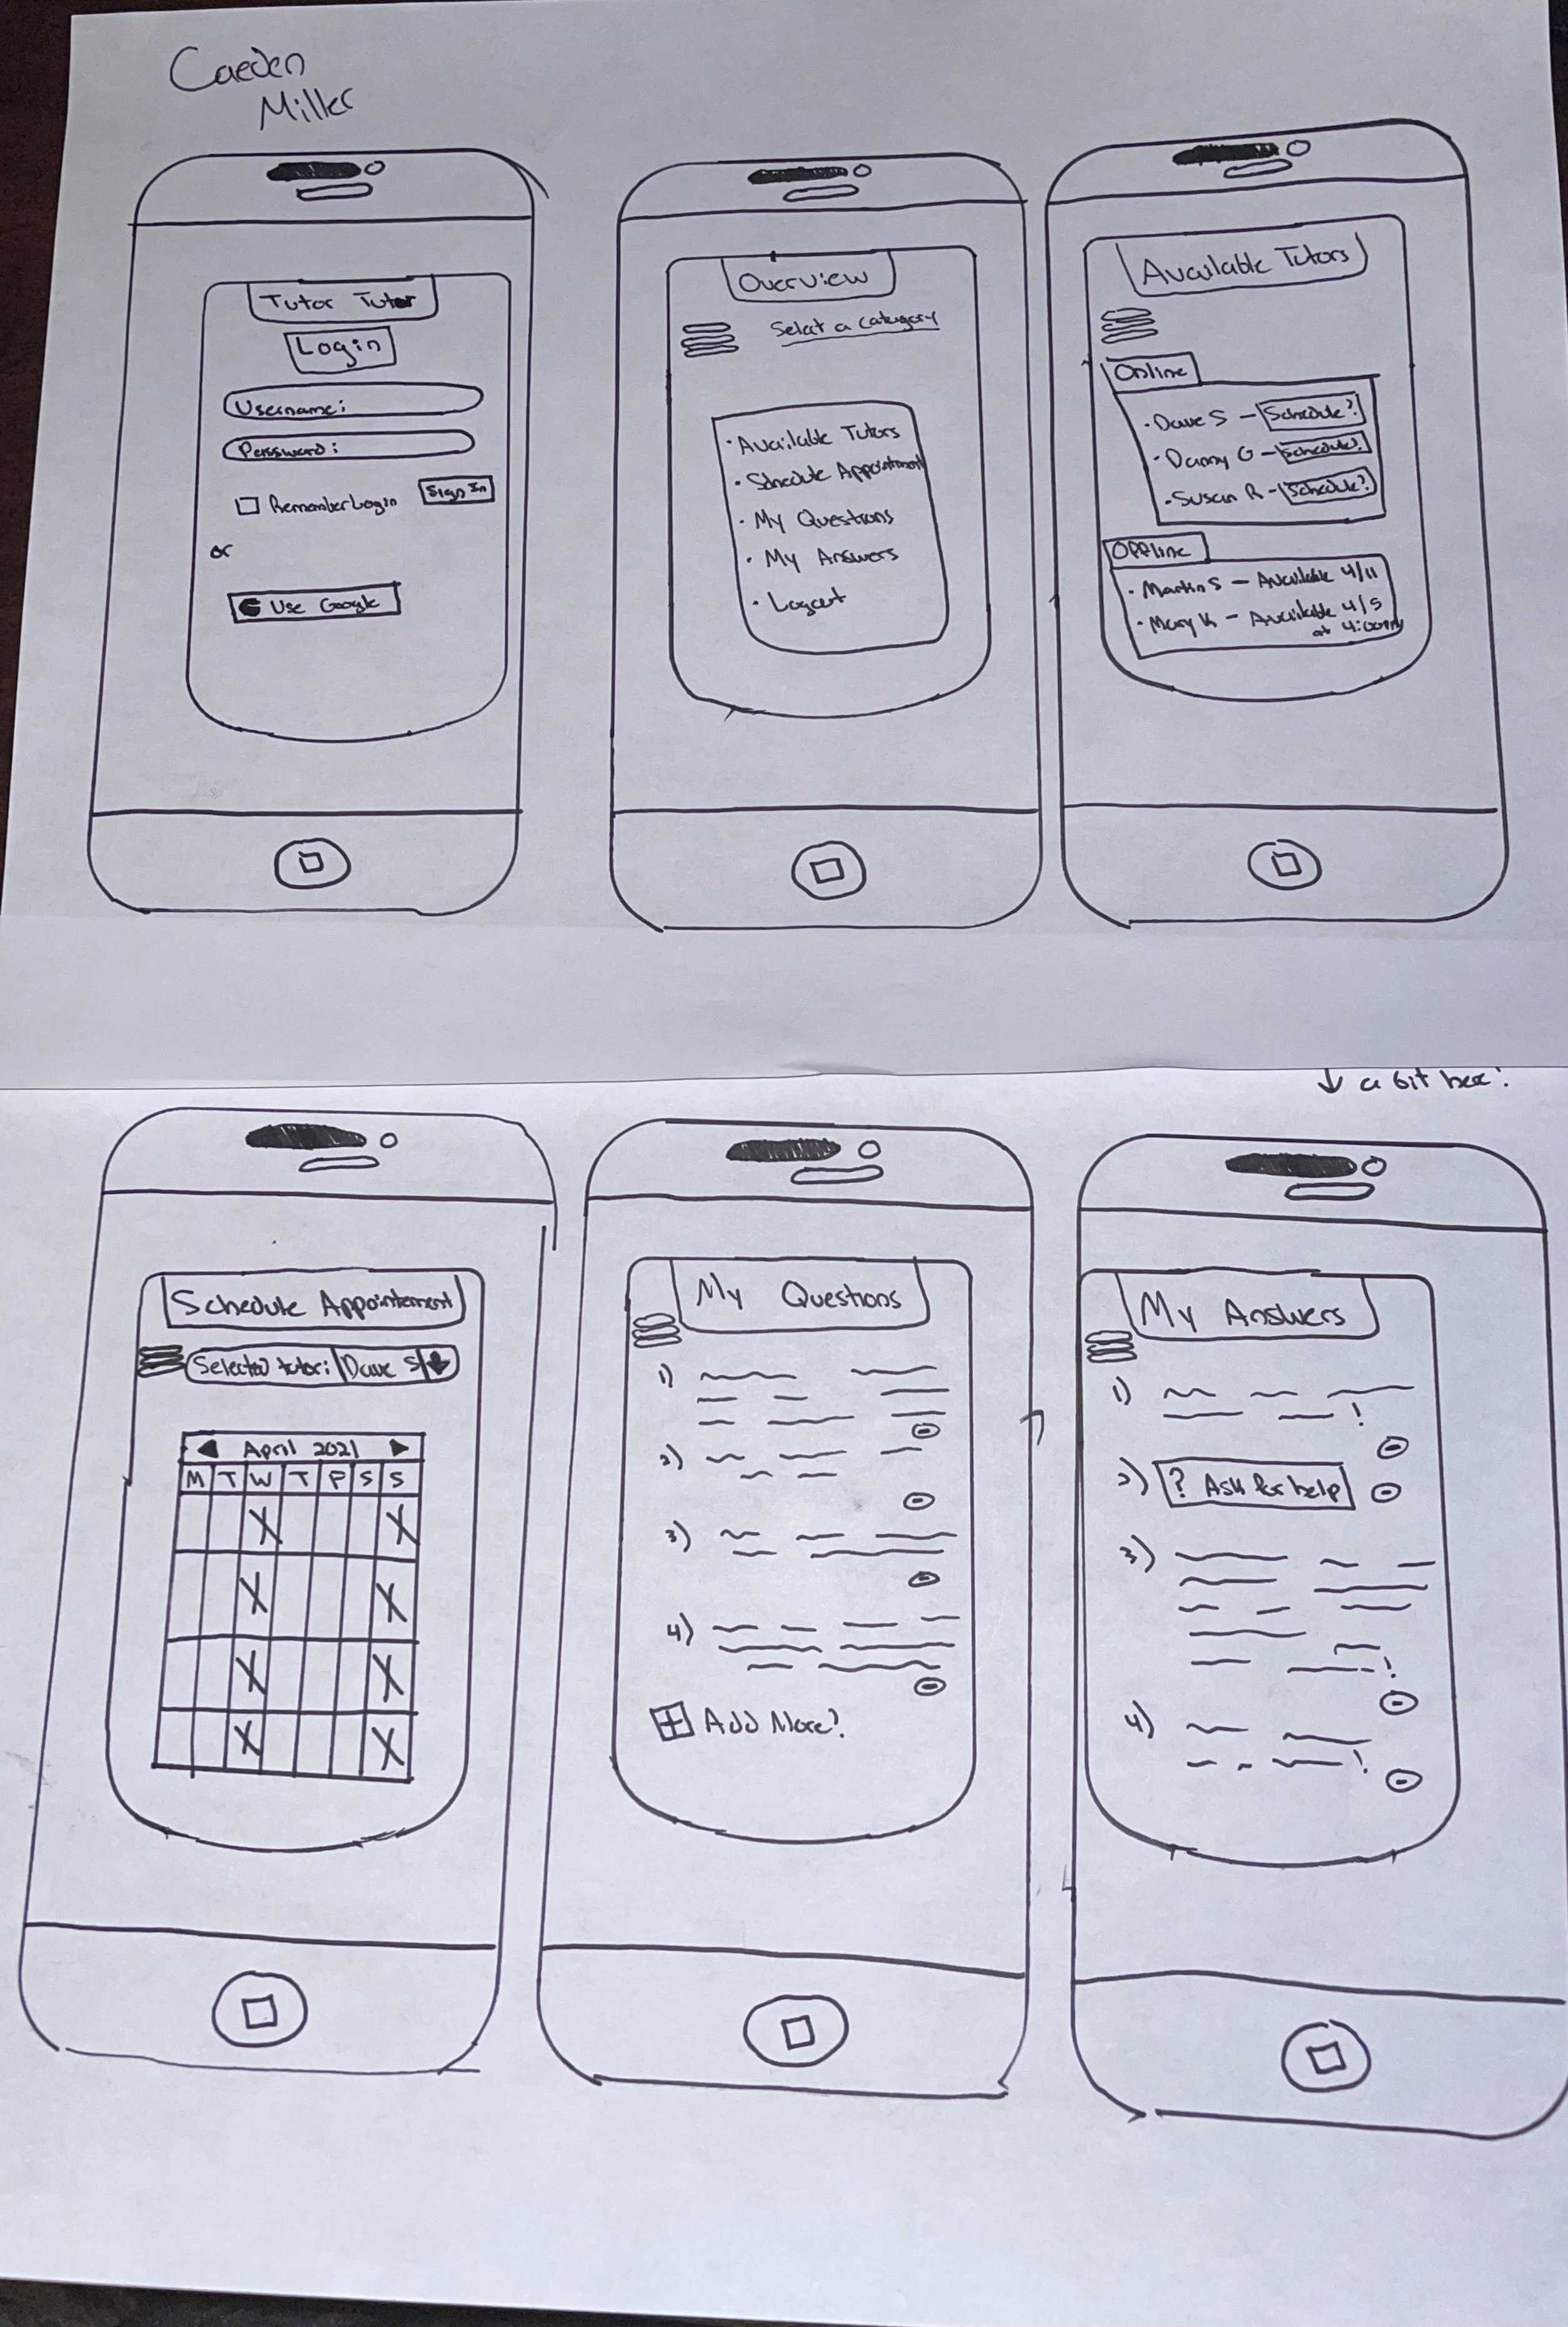 Caeden
Miller
Tutor Tutor
Login
Username:
Password:
Remember Login
Sign In
or
Use Google
Overview
Select a category
• Available Tutors
• Schedule Appointment
• My Questions
• My Answers
• Logout
Available Tutors
Online
• Dave S - Schedule?
• Danny G - Schedule?
• Susan R - Schedule?
Offline
• Martin S - Available 4/11
• Mary K - Available 4/5
at 4:00PM
↓ a bit here!
Schedule Appointement
Selected tutor: Dave S
April 2021
M T W T F S S
X X
X X
X X
X X
My Questions
1)
2)
3)
4)
+ Add More?
My Answers
1)
2) ? Ask for help
3)
4)